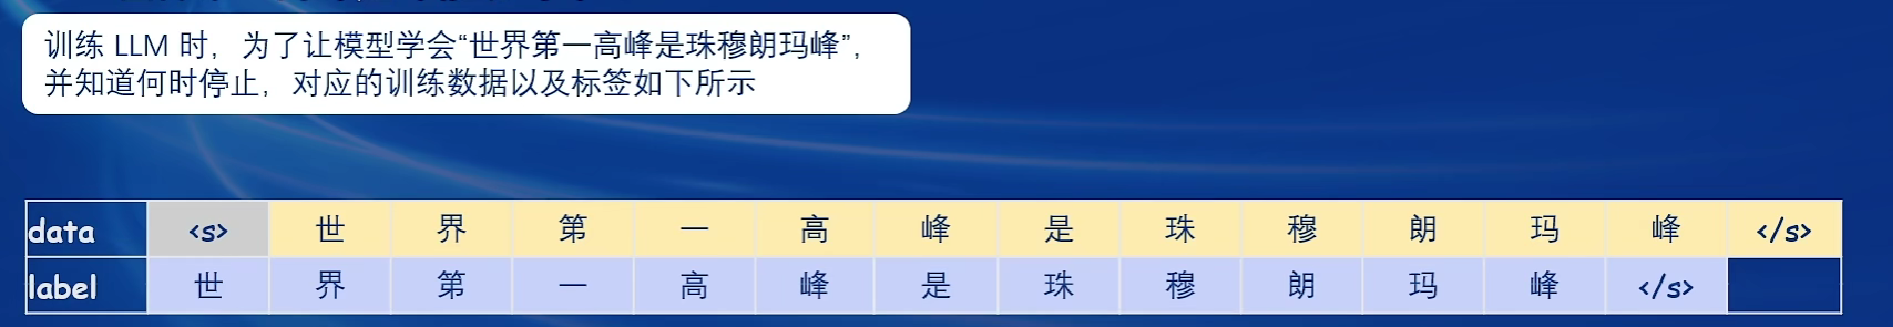 训练 LLM 时，为了让模型学会“世界第一高峰是珠穆朗玛峰”，
并知道何时停止，对应的训练数据以及标签如下所示
data <s> 世 界 第 一 高 峰 是 珠 穆 朗 玛 峰 </s>
label 世 界 第 一 高 峰 是 珠 穆 朗 玛 峰 </s>